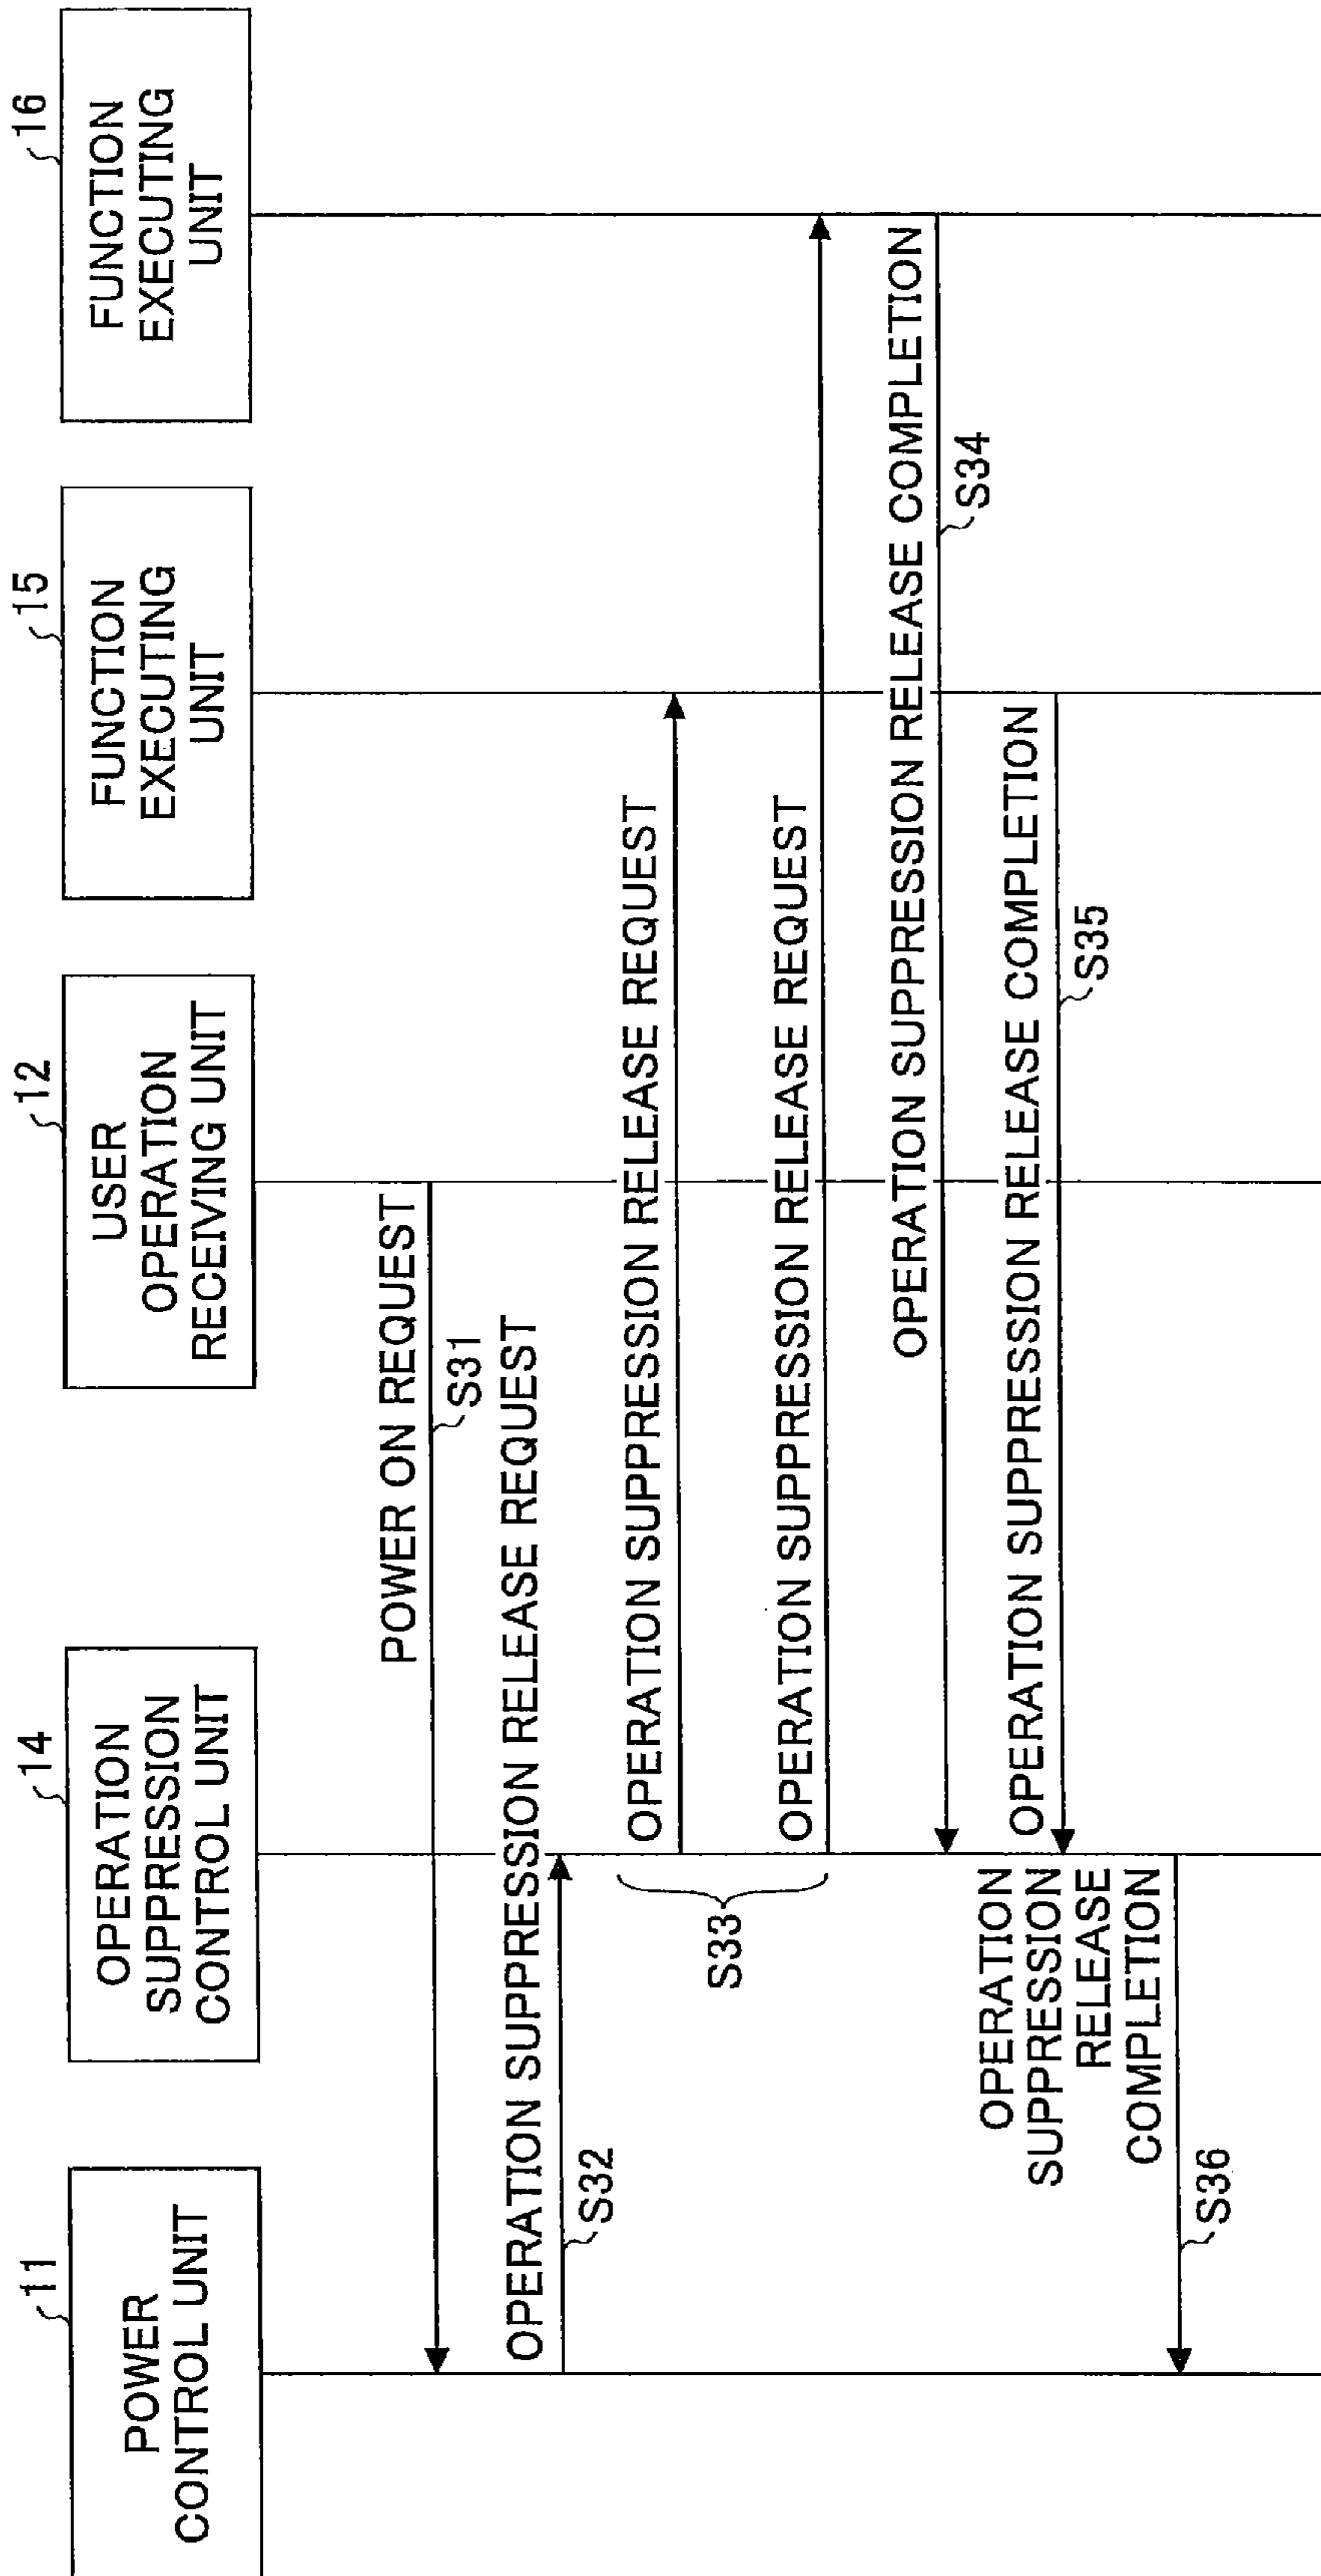 11
POWER
CONTROL UNIT
14
OPERATION
SUPPRESSION
CONTROL UNIT
12
USER
OPERATION
RECEIVING UNIT
15
FUNCTION
EXECUTING
UNIT
16
FUNCTION
EXECUTING
UNIT
POWER ON REQUEST
S31
OPERATION SUPPRESSION RELEASE REQUEST
S32
OPERATION SUPPRESSION RELEASE REQUEST
S33
OPERATION SUPPRESSION RELEASE REQUEST
OPERATION SUPPRESSION RELEASE COMPLETION
S34
OPERATION SUPPRESSION RELEASE COMPLETION
S35
OPERATION
SUPPRESSION
RELEASE
COMPLETION
S36